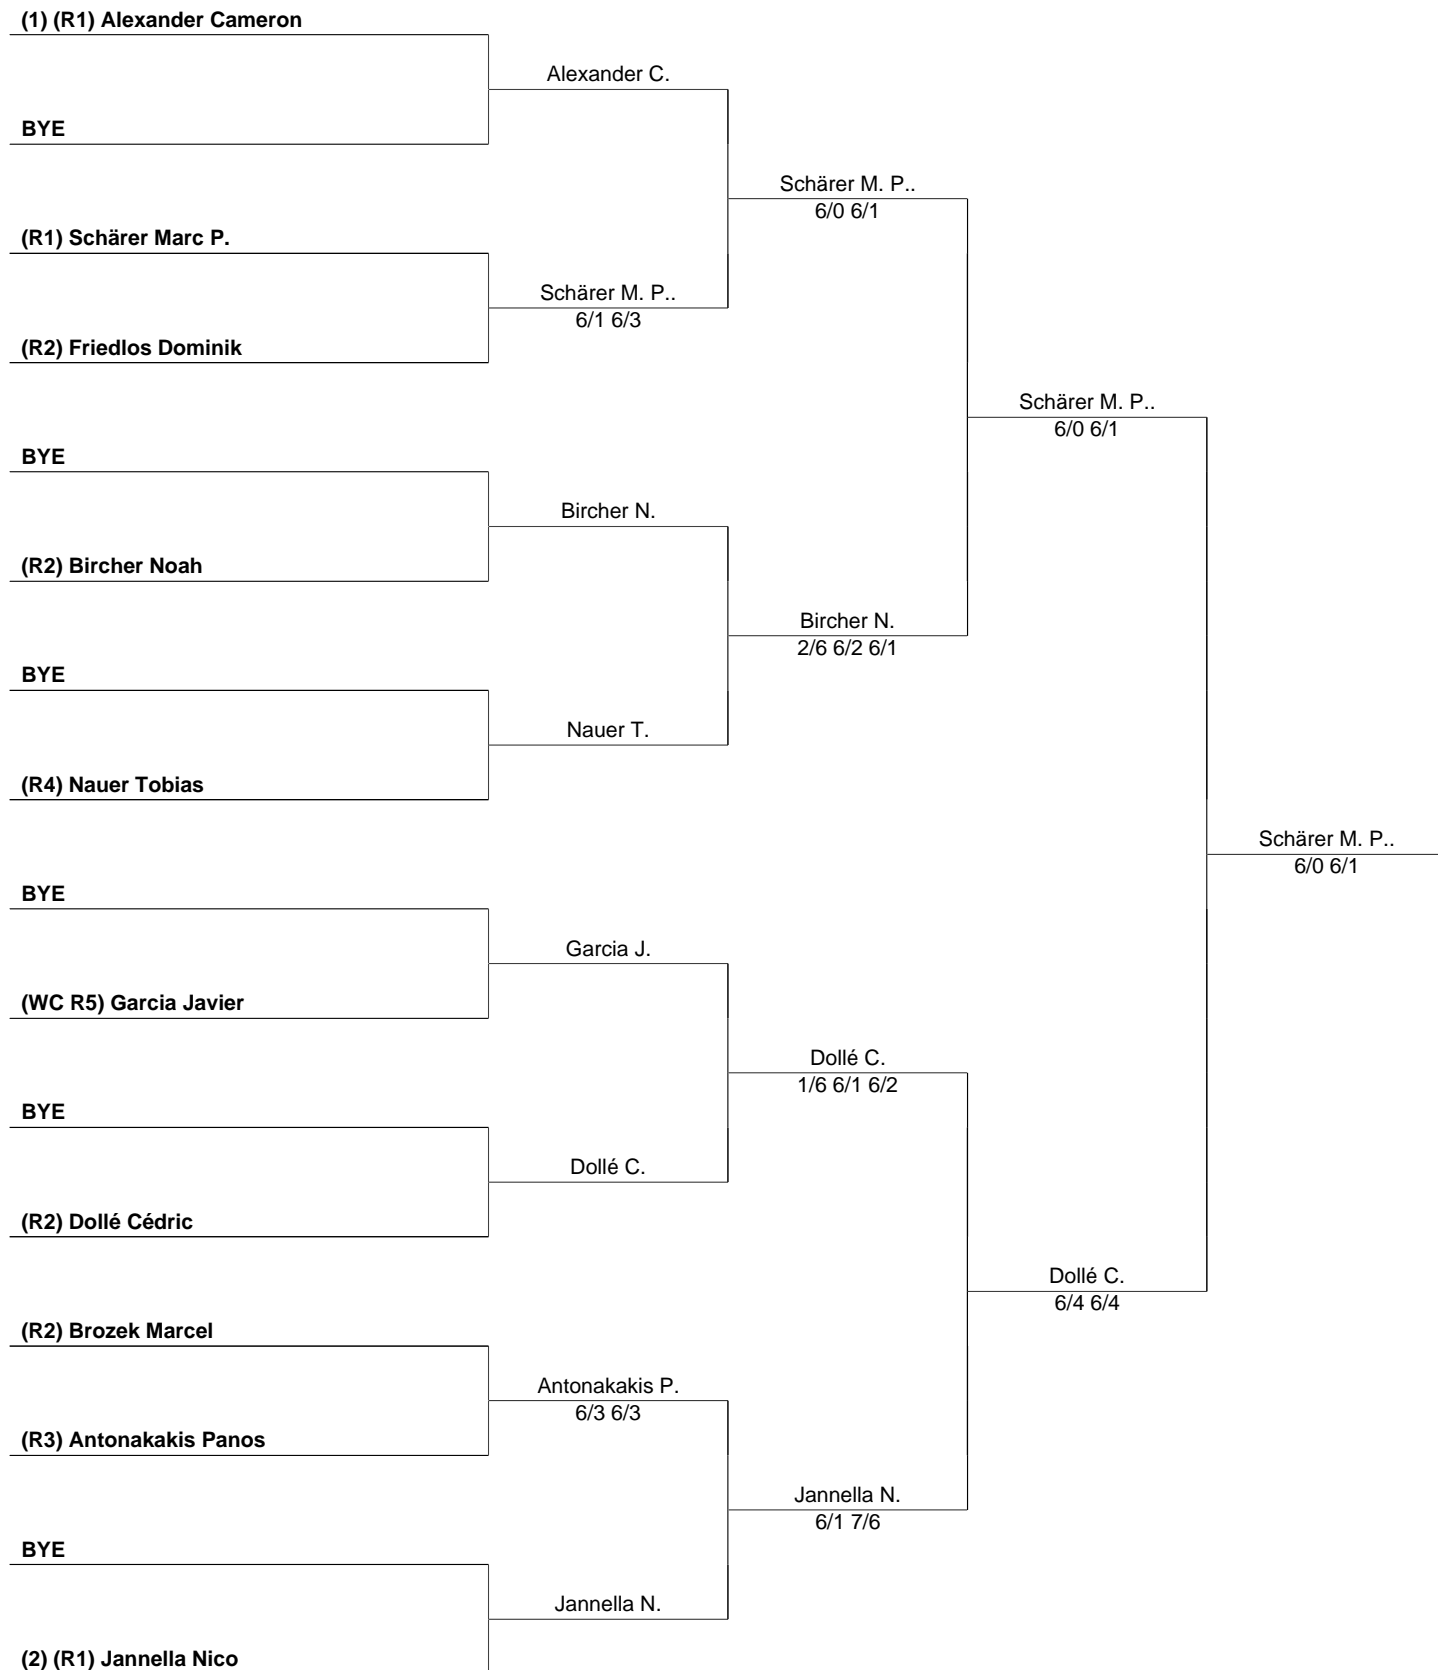 (1) (R1) Alexander Cameron
Alexander C.
BYE
Schärer M. P..
6/0 6/1
(R1) Schärer Marc P.
Schärer M. P..
6/1 6/3
(R2) Friedlos Dominik
Schärer M. P..
6/0 6/1
BYE
Bircher N.
(R2) Bircher Noah
Bircher N.
2/6 6/2 6/1
BYE
Nauer T.
(R4) Nauer Tobias
Schärer M. P..
6/0 6/1
BYE
Garcia J.
(WC R5) Garcia Javier
Dollé C.
1/6 6/1 6/2
BYE
Dollé C.
(R2) Dollé Cédric
Dollé C.
6/4 6/4
(R2) Brozek Marcel
Antonakakis P.
6/3 6/3
(R3) Antonakakis Panos
Jannella N.
6/1 7/6
BYE
Jannella N.
(2) (R1) Jannella Nico